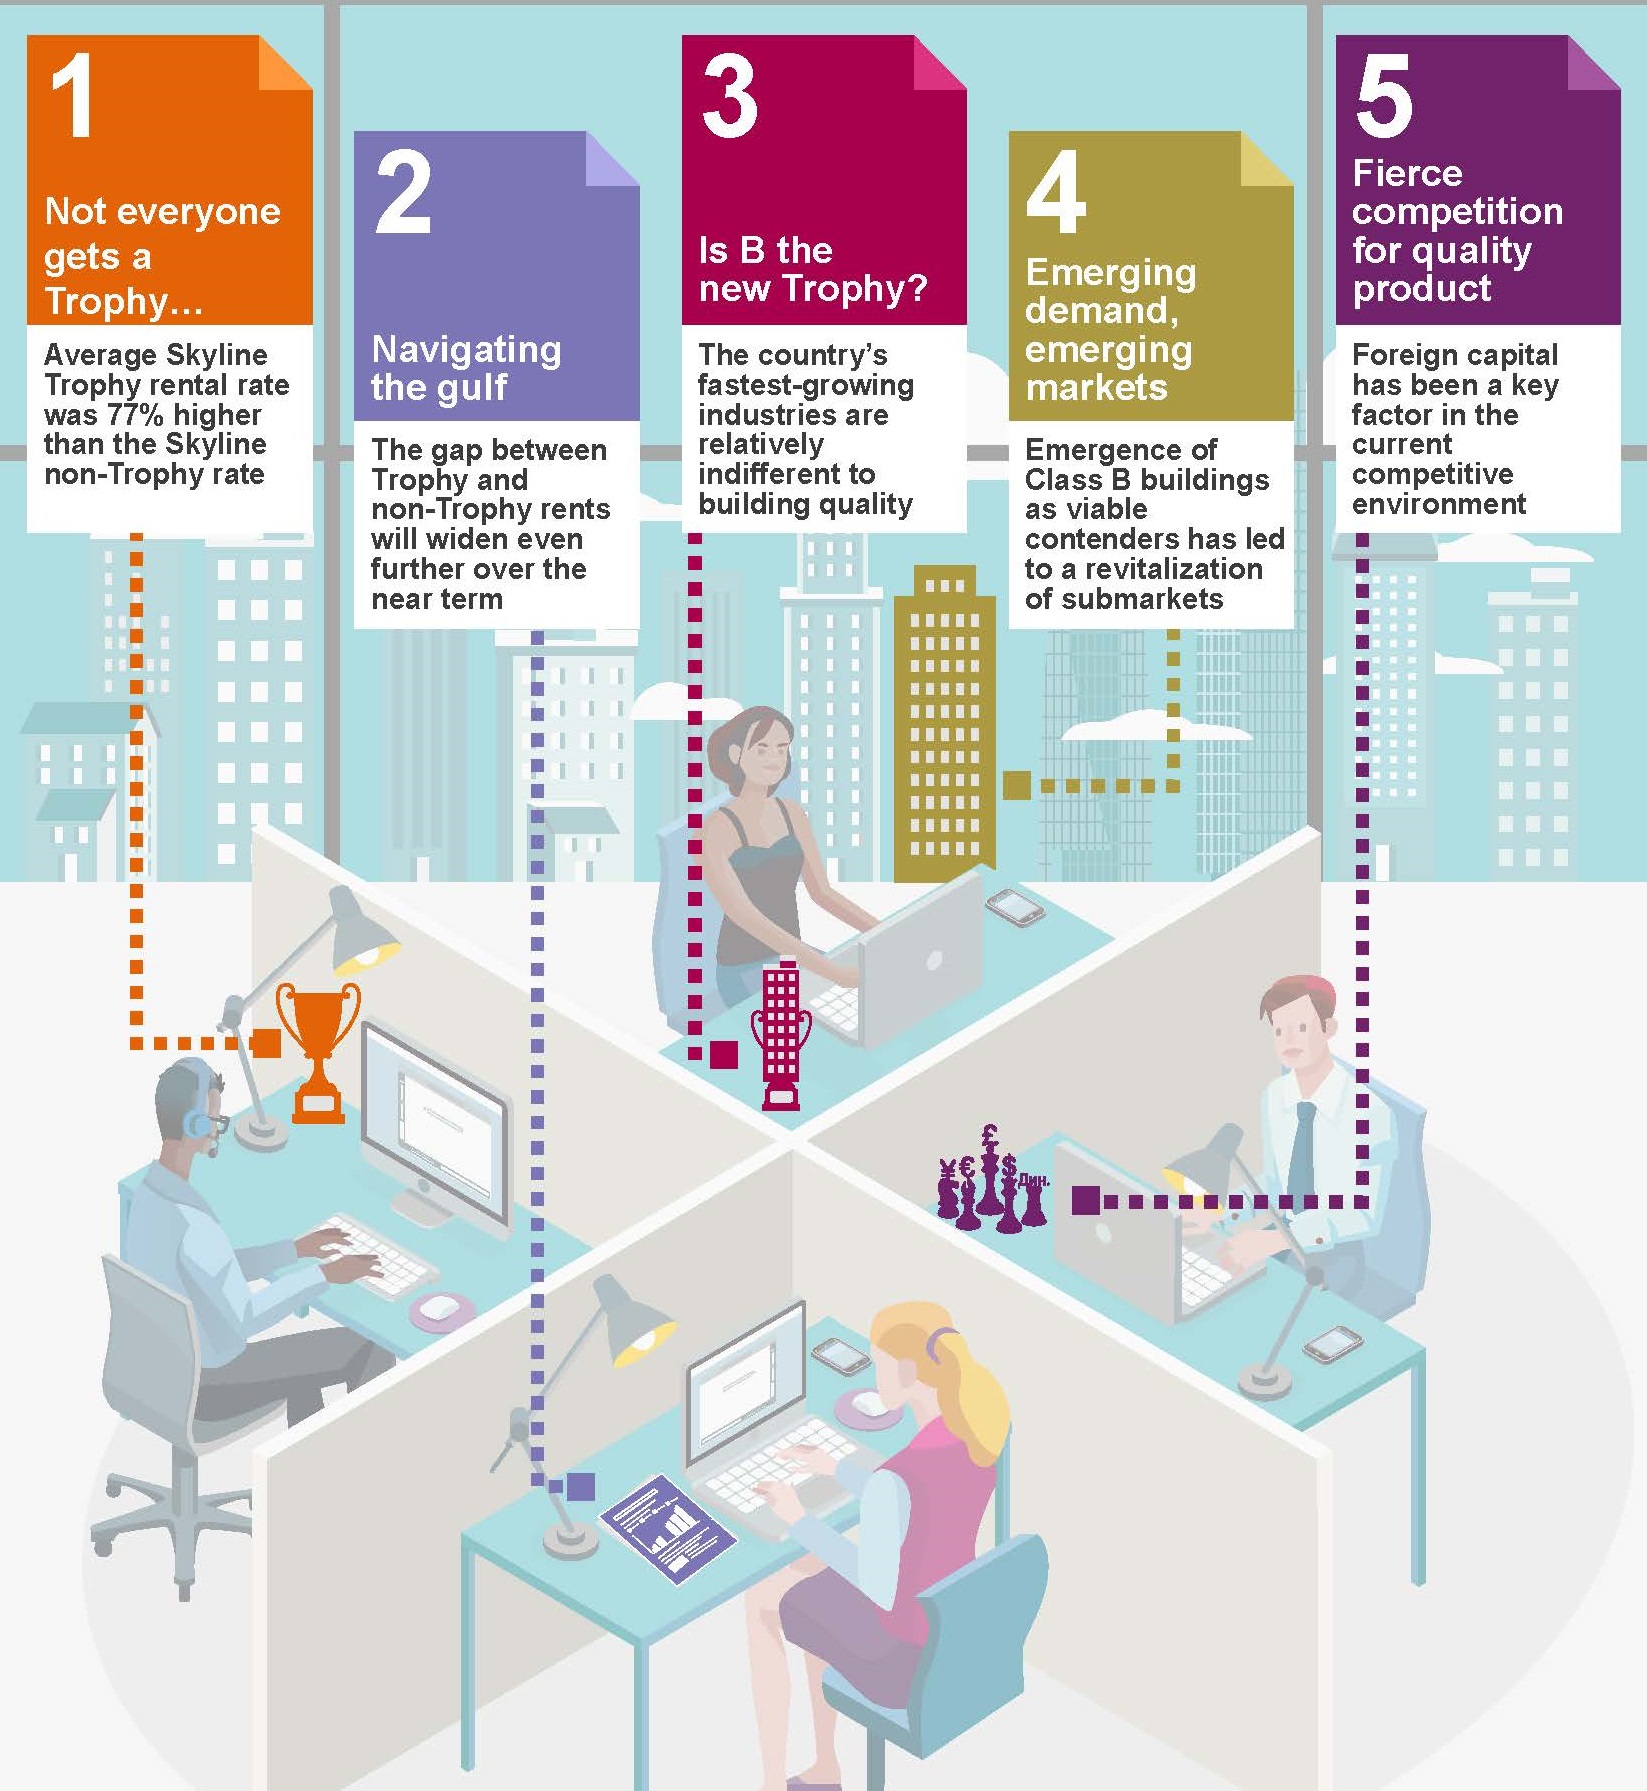 1
Not everyone
gets a
Trophy...
Average Skyline
Trophy rental rate
was 77% higher
than the Skyline
non-Trophy rate
2
Navigating
the gulf
The gap between
Trophy and
non-Trophy rents
will widen even
further over the
near term
3
Is B the
new Trophy?
The country's
fastest-growing
industries are
relatively
indifferent to
building quality
4
Emerging
demand,
emerging
markets
Emergence of
Class B buildings
as viable
contenders has led
to a revitalization
of submarkets
5
Fierce
competition
for quality
product
Foreign capital
has been a key
factor in the
current
competitive
environment
¥ € £ $ Дин.